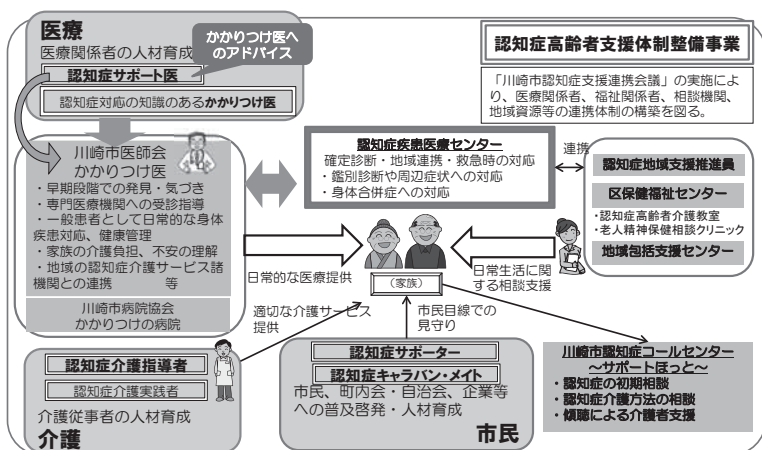 医療
医療関係者の人材育成
認知症サポート医
認知症対応の知識のあるかかりつけ医
かかりつけ医へ
のアドバイス
認知症高齢者支援体制整備事業
「川崎市認知症支援連携会議」の実施によ
り、医療関係者、福祉関係者、相談機関、
地域資源等の連携体制の構築を図る。
川崎市医師会
かかりつけ医
・早期段階での発見・気づき
・専門医療機関への受診指導
・一般患者として日常的な身体
疾患対応、健康管理
・家族の介護負担、不安の理解
・地域の認知症介護サービス諸
機関との連携　　等
川崎市病院協会
かかりつけの病院
認知症疾患医療センター
確定診断・地域連携・救急時の対応
・鑑別診断や周辺症状への対応
・身体合併症への対応
連携
認知症地域支援推進員
区保健福祉センター
・認知症高齢者介護教室
・老人精神保健相談クリニック
地域包括支援センター
日常的な医療提供
（家族）
日常生活に関
する相談支援
適切な介護サービス
提供
市民目線での
見守り
認知症介護指導者
認知症介護実践者
介護従事者の人材育成
介護
認知症サポーター
認知症キャラバン・メイト
市民、町内会・自治会、企業等
への普及啓発・人材育成
市民
川崎市認知症コールセンター
～サポートほっと～
・認知症の初期相談
・認知症介護方法の相談
・傾聴による介護者支援